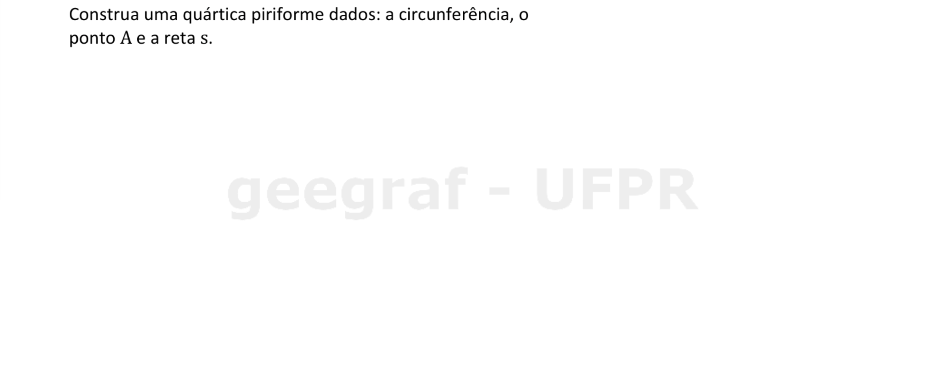 Construa uma quártica piriforme dados: a circunferência, o
ponto A e a reta s.
geegraf - UFPR